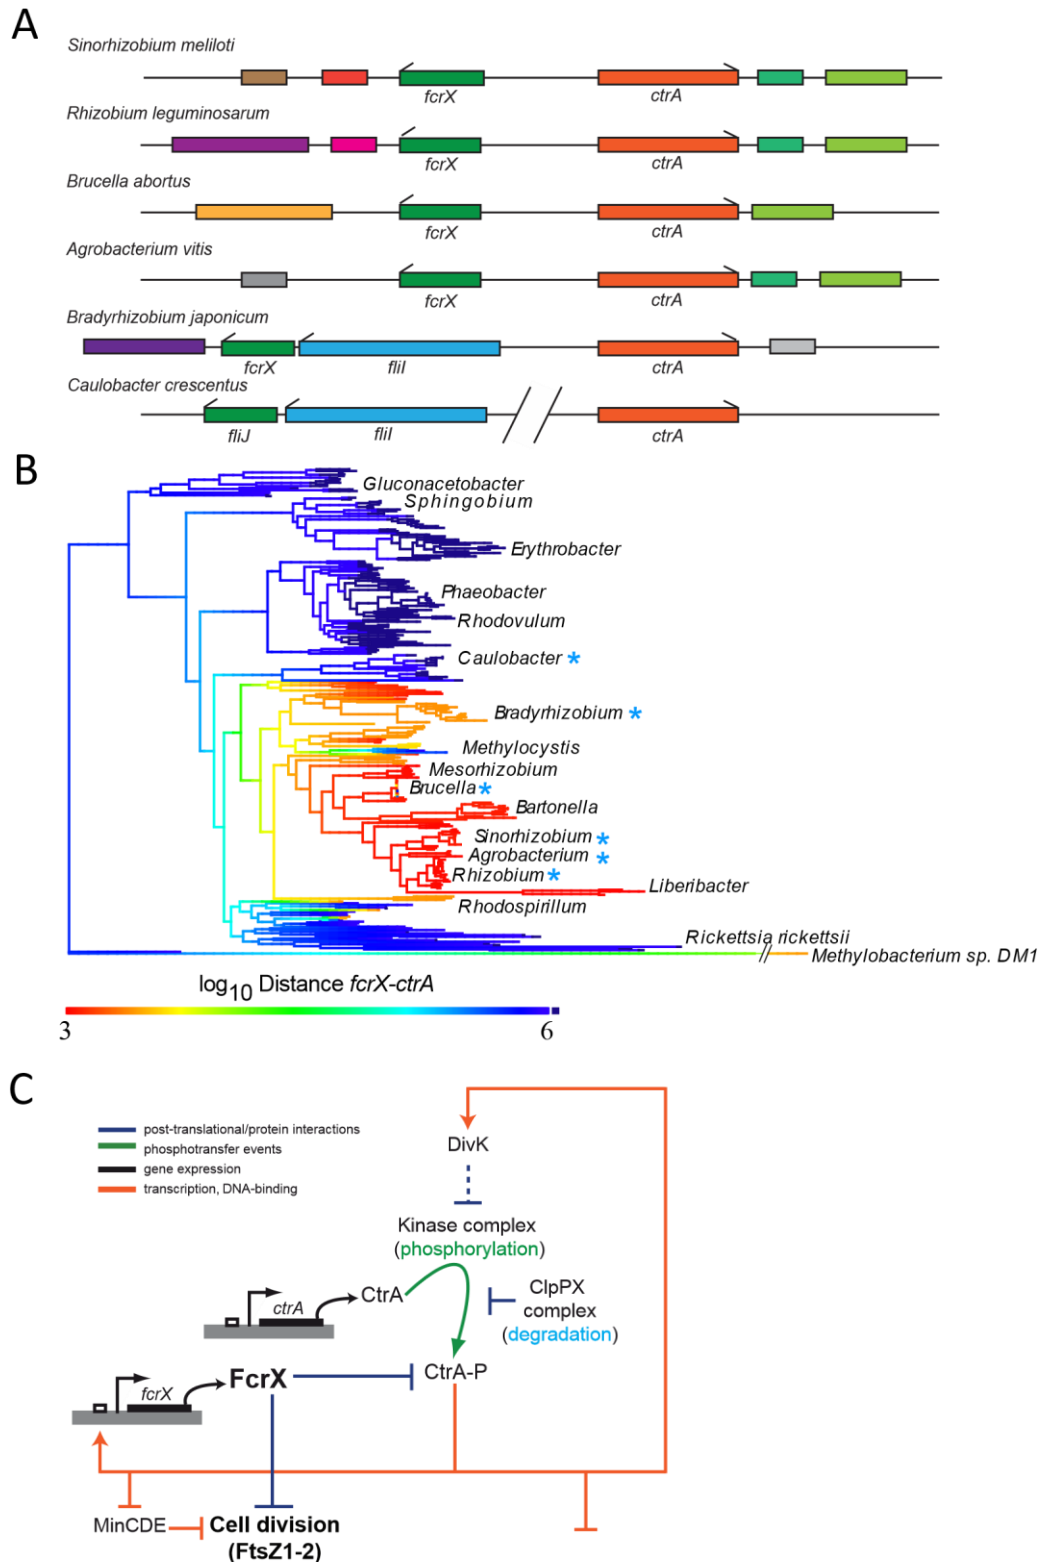 A
Sinorhizobium meliloti
fcrX ctrA
Rhizobium leguminosarum
fcrX ctrA
Brucella abortus
fcrX ctrA
Agrobacterium vitis
fcrX ctrA
Bradyrhizobium japonicum
fcrX fliI ctrA
Caulobacter crescentus
fliJ fliI ctrA
B
Gluconacetobacter
Sphingobium
Erythrobacter
Phaeobacter
Rhodovulum
Caulobacter *
Bradyrhizobium *
Methylocystis
Mesorhizobium
Brucella *
Bartonella
Sinorhizobium *
Agrobacterium *
Rhizobium *
Liberibacter
Rhodospirillum
Rickettsia rickettsii
Methylobacterium sp. DM1
log10 Distance fcrX-ctrA
3 6
C
post-translational/protein interactions
phosphotransfer events
gene expression
transcription, DNA-binding
DivK
Kinase complex
(phosphorylation)
ClpPX
complex
(degradation)
ctrA CtrA
fcrX FcrX CtrA-P
MinCDE Cell division
(FtsZ1-2)